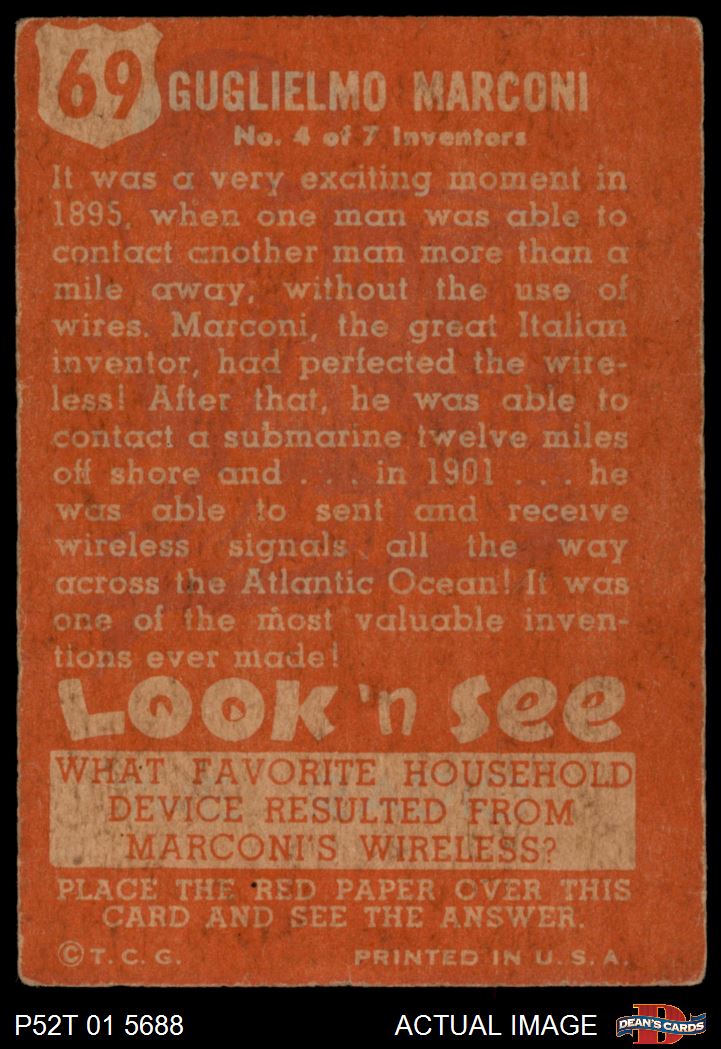 69
GUGLIELMO MARCONI
No. 4 of 7 Inventors
It was a very exciting moment in
1895, when one man was able to
contact another man more than a
mile away, without the use of
wires. Marconi, the great Italian
inventor, had perfected the wire-
less! After that, he was able to
contact a submarine twelve miles
off shore and . . . in 1901 . . . he
was able to sent and receive
wireless signals all the way
across the Atlantic Ocean! It was
one of the most valuable inven-
tions ever made!
LOOK 'n SEE
WHAT FAVORITE HOUSEHOLD
DEVICE RESULTED FROM
MARCONI'S WIRELESS?
PLACE THE RED PAPER OVER THIS
CARD AND SEE THE ANSWER.
© T. C. G. PRINTED IN U. S. A.
P52T 01 5688 ACTUAL IMAGE D DEAN'S CARDS